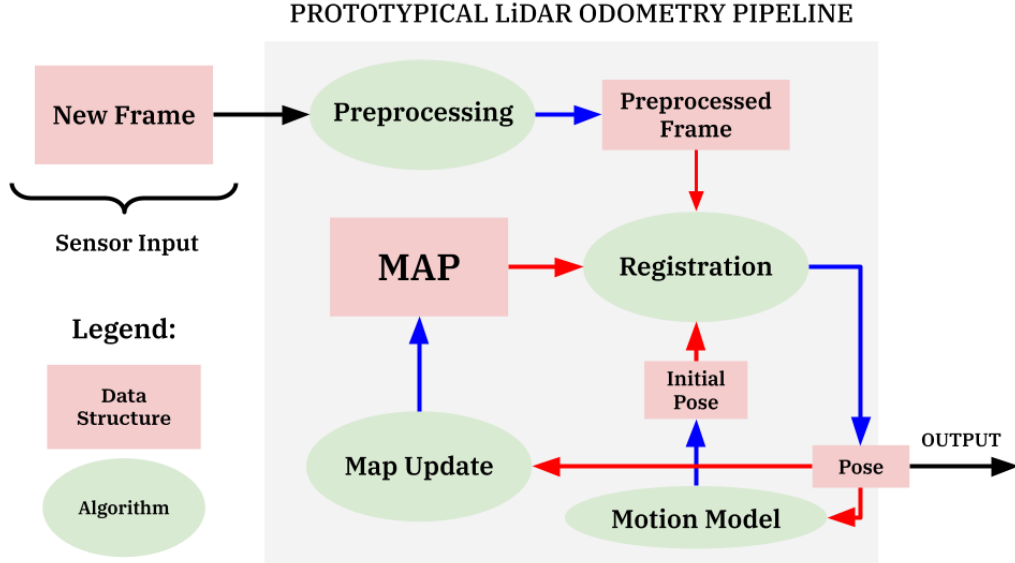 PROTOTYPICAL LiDAR ODOMETRY PIPELINE
New Frame
Preprocessing
Preprocessed
Frame
Sensor Input
MAP
Registration
Legend:
Data
Structure
Initial
Pose
Map Update
Pose
OUTPUT
Algorithm
Motion Model